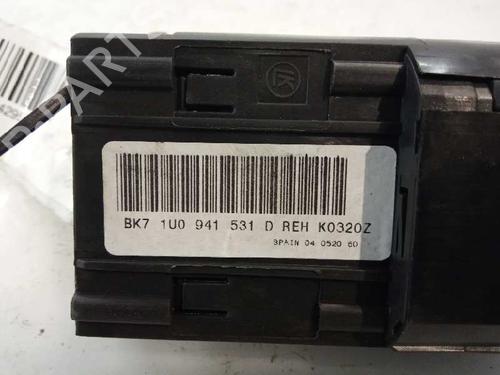 BK7 1U0 941 531 D REH K0320Z
SPAIN 04 0520 60